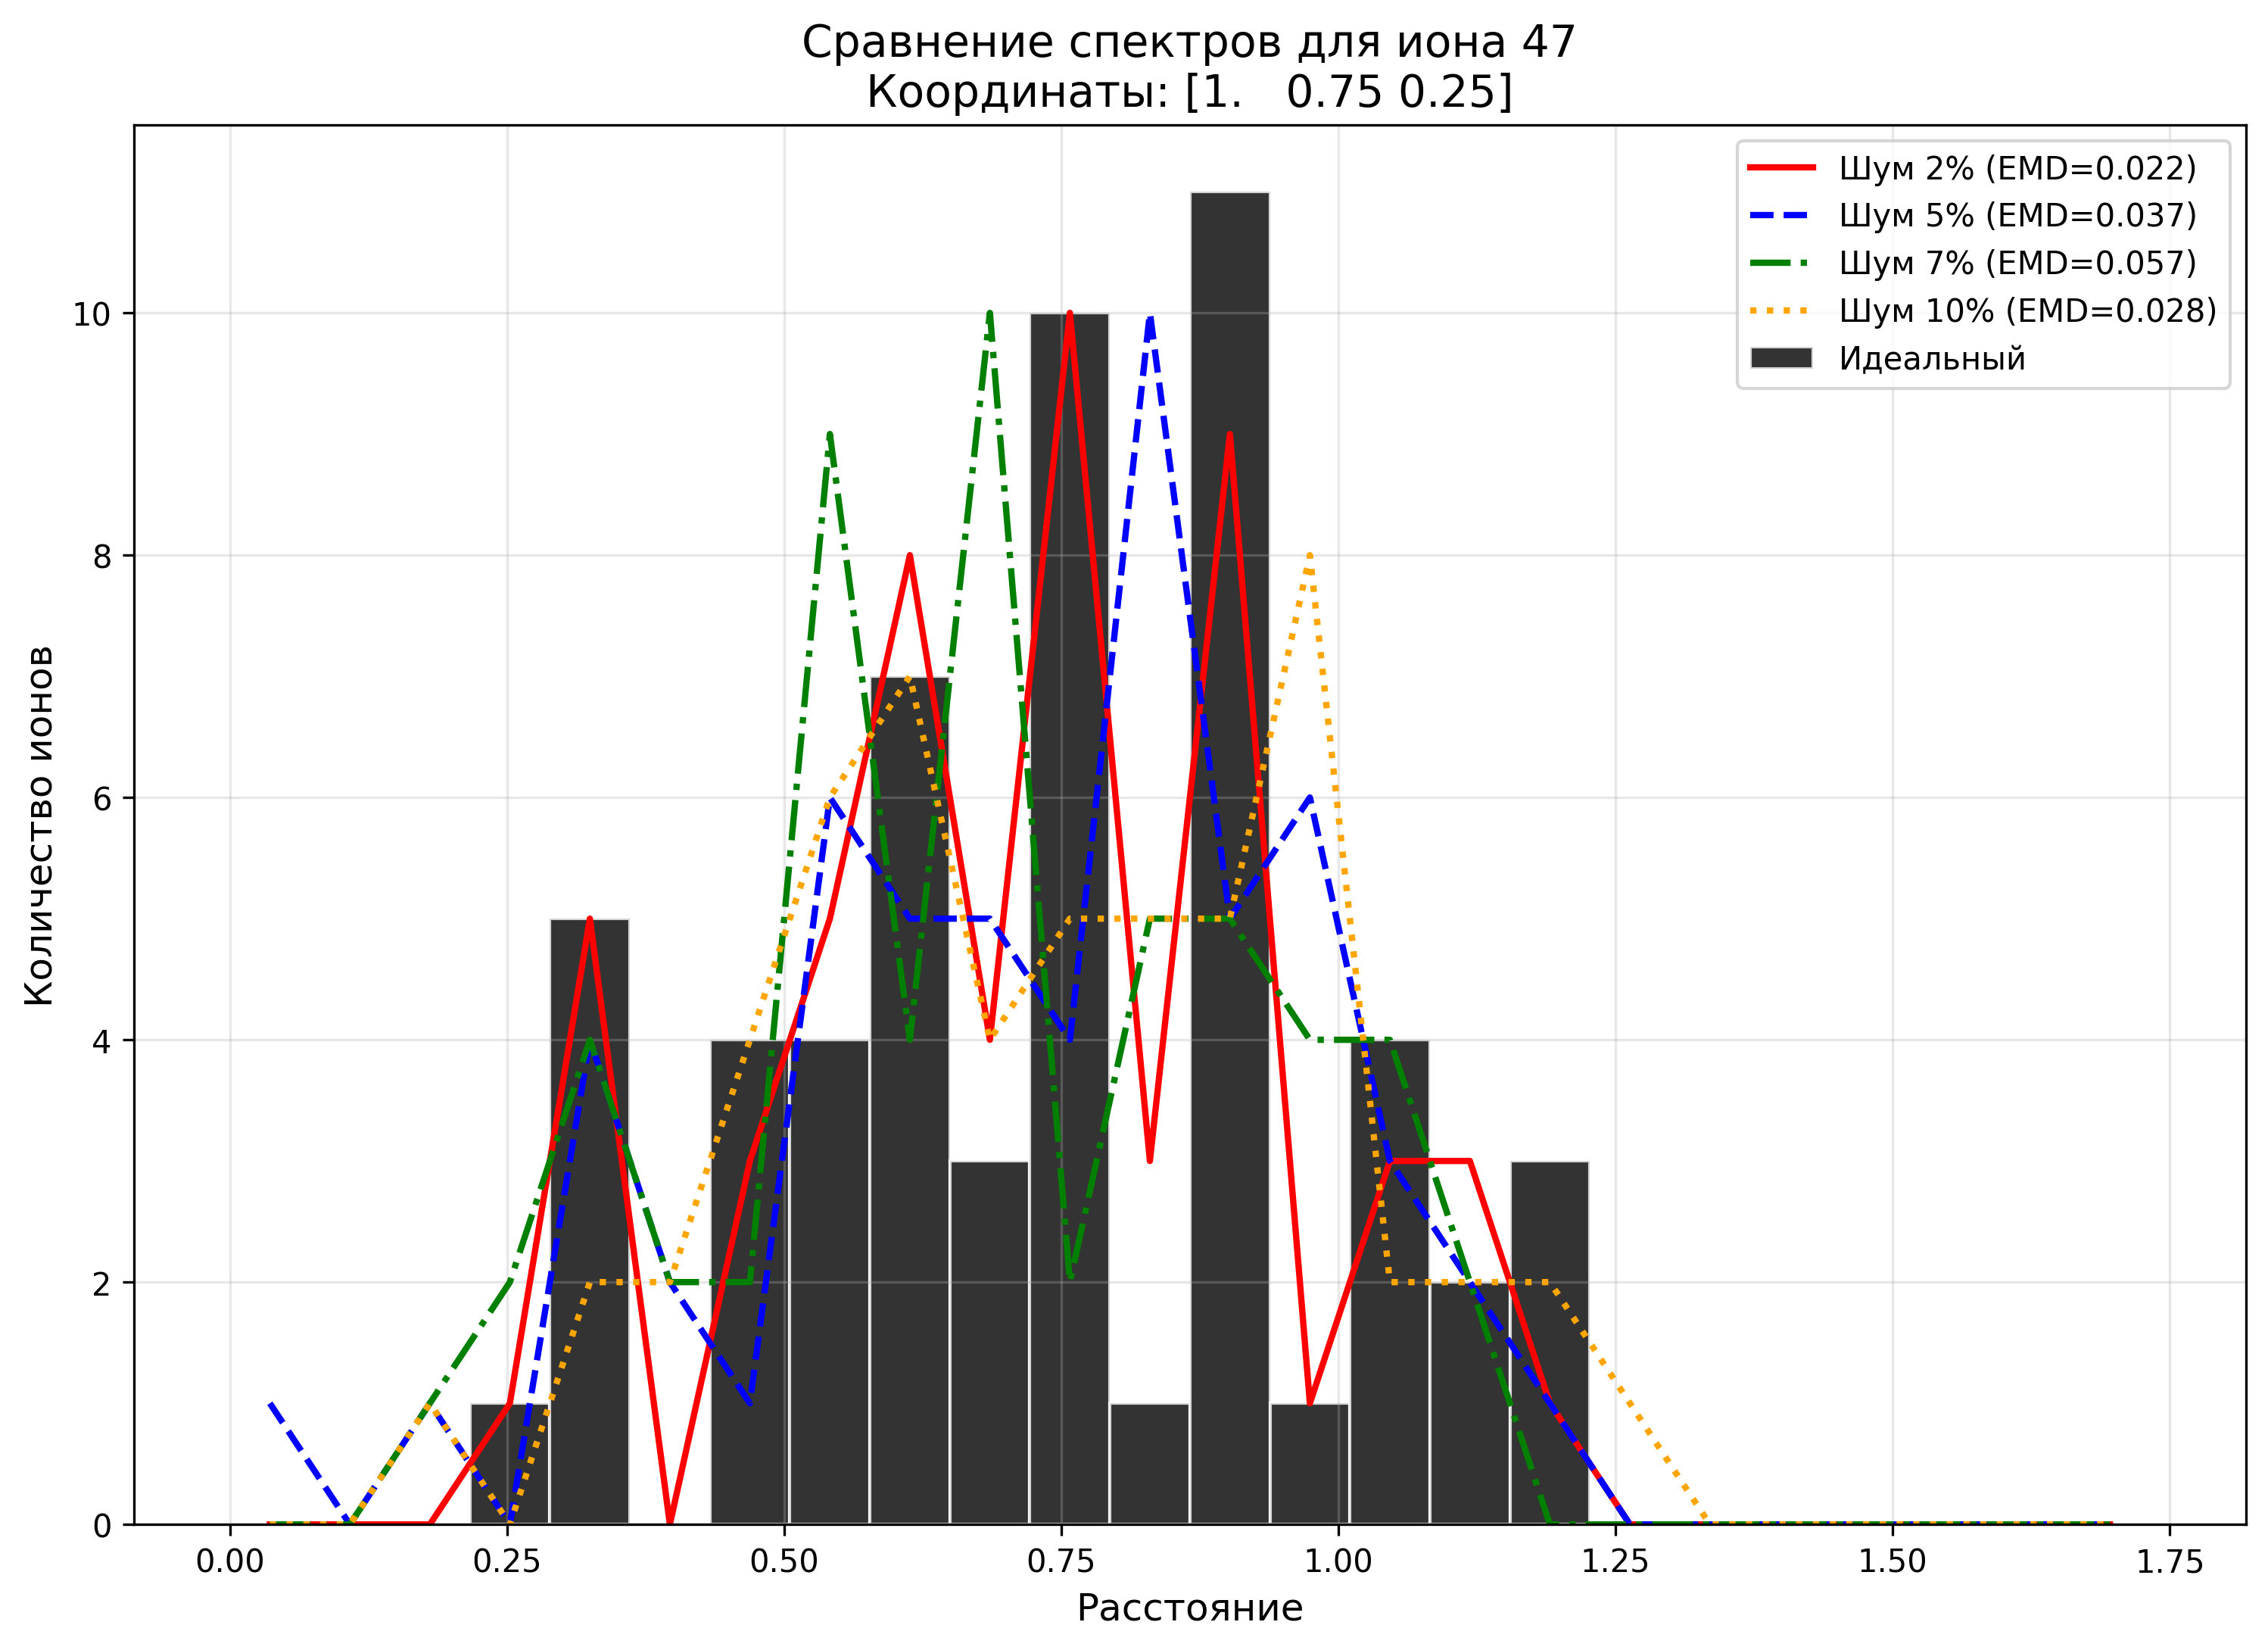 Сравнение спектров для иона 47
Координаты: [1.   0.75 0.25]
Шум 2% (EMD=0.022)
Шум 5% (EMD=0.037)
Шум 7% (EMD=0.057)
Шум 10% (EMD=0.028)
Идеальный
Количество ионов
10
8
6
4
2
0
0.00 0.25 0.50 0.75 1.00 1.25 1.50 1.75
Расстояние